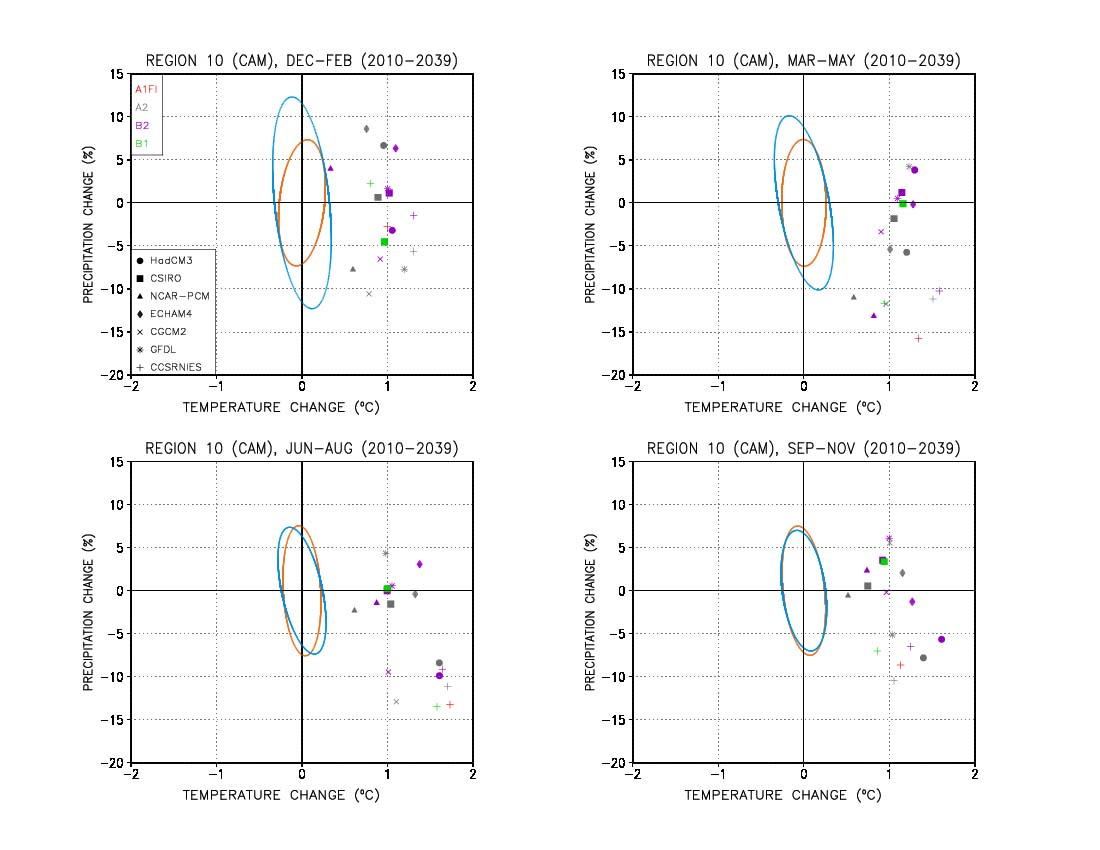 REGION 10 (CAM), DEC-FEB (2010-2039)
15
10
5
0
-5
-10
-15
-20
PRECIPITATION CHANGE (%)
A1FI
A2
B2
B1
HadCM3
CSIRO
NCAR-PCM
ECHAM4
CGCM2
GFDL
CCSRNIES
-2 -1 0 1 2
TEMPERATURE CHANGE (ºC)
REGION 10 (CAM), MAR-MAY (2010-2039)
15
10
5
0
-5
-10
-15
-20
PRECIPITATION CHANGE (%)
-2 -1 0 1 2
TEMPERATURE CHANGE (ºC)
REGION 10 (CAM), JUN-AUG (2010-2039)
15
10
5
0
-5
-10
-15
-20
PRECIPITATION CHANGE (%)
-2 -1 0 1 2
TEMPERATURE CHANGE (ºC)
REGION 10 (CAM), SEP-NOV (2010-2039)
15
10
5
0
-5
-10
-15
-20
PRECIPITATION CHANGE (%)
-2 -1 0 1 2
TEMPERATURE CHANGE (ºC)